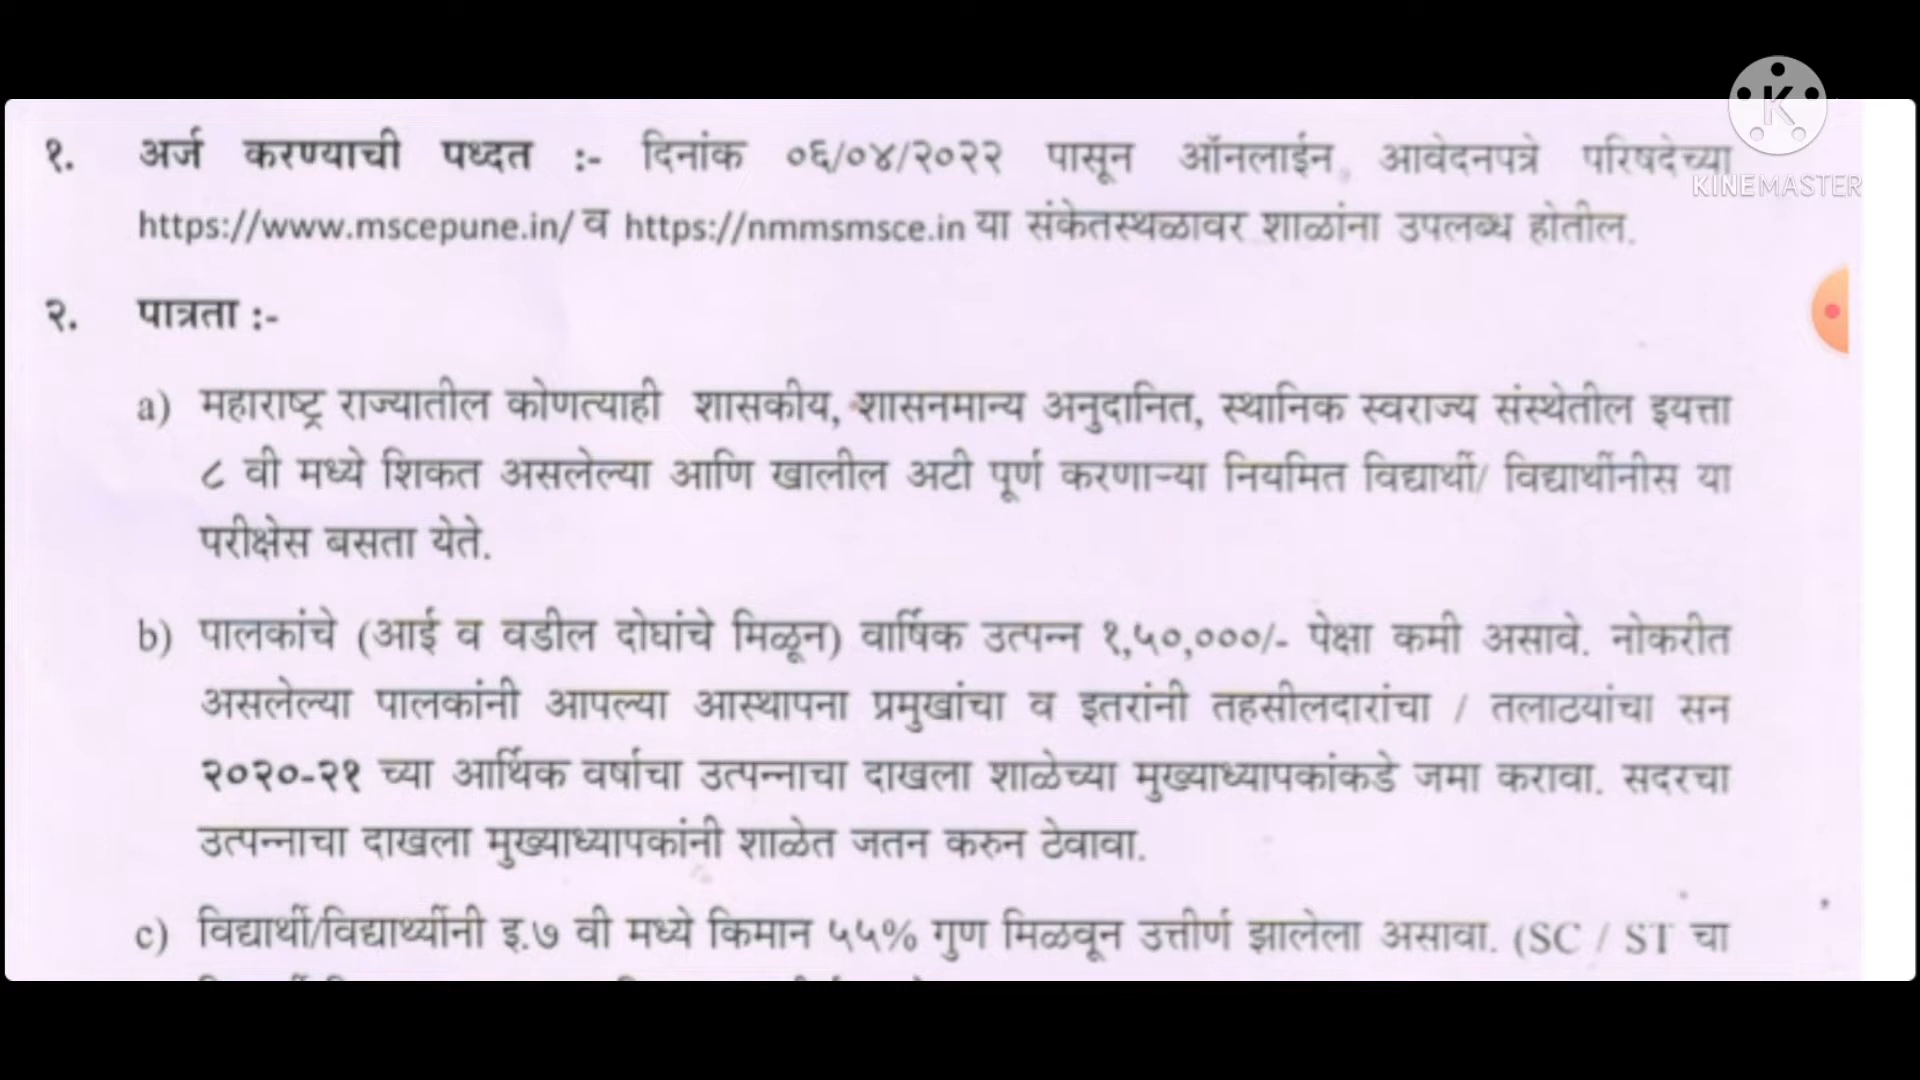 १. अर्ज करण्याची पध्दत :- दिनांक ०६/०४/२०२२ पासून ऑनलाईन आवेदनपत्रे परिषदेच्या
https://www.mscepune.in/ व https://nmmsmsce.in या संकेतस्थळावर शाळांना उपलब्ध होतील.
२. पात्रता :-
a) महाराष्ट्र राज्यातील कोणत्याही शासकीय, शासनमान्य अनुदानित, स्थानिक स्वराज्य संस्थेतील इयत्ता
८ वी मध्ये शिकत असलेल्या आणि खालील अटी पूर्ण करणाऱ्या नियमित विद्यार्थी/ विद्यार्थीनीस या
परीक्षेस बसता येते.
b) पालकांचे (आई व वडील दोघांचे मिळून) वार्षिक उत्पन्न १,५०,०००/- पेक्षा कमी असावे. नोकरीत
असलेल्या पालकांनी आपल्या आस्थापना प्रमुखांचा व इतरांनी तहसीलदारांचा / तलाठयांचा सन
२०२०-२१ च्या आर्थिक वर्षाचा उत्पन्नाचा दाखला शाळेच्या मुख्याध्यापकांकडे जमा करावा. सदरचा
उत्पन्नाचा दाखला मुख्याध्यापकांनी शाळेत जतन करुन ठेवावा.
c) विद्यार्थी/विद्यार्थ्यीनी इ.७ वी मध्ये किमान ५५% गुण मिळवून उत्तीर्ण झालेला असावा. (SC / ST चा
K
KINEMASTER